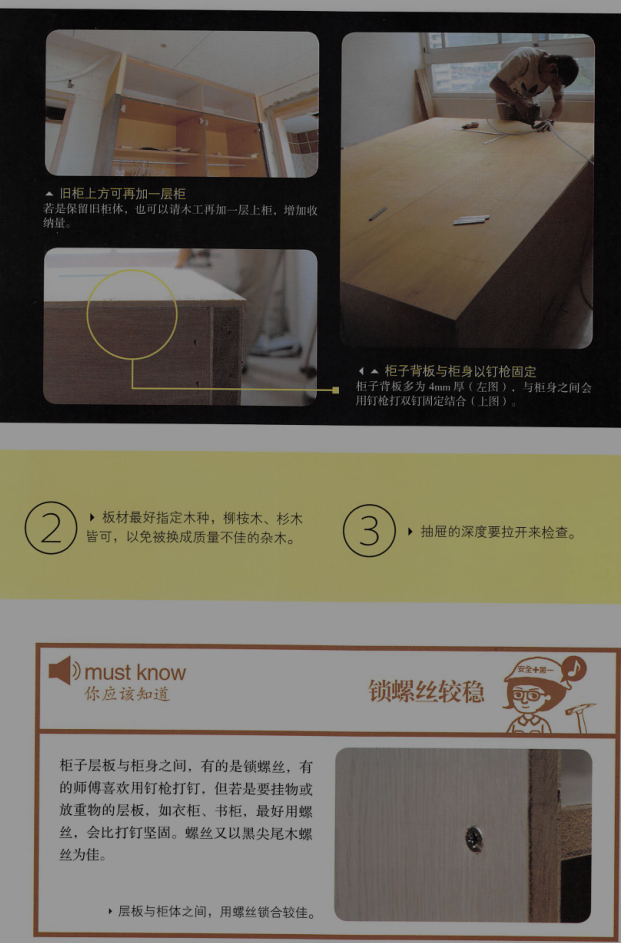 旧柜上方可再加一层柜
若是保留旧柜体，也可以请木工再加一层上柜，增加收
纳量。
柜子背板与柜身以钉枪固定
柜子背板多为 4mm 厚（左图），与柜身之间会
用钉枪打双钉固定结合（上图）。
2
板材最好指定木种，柳桉木、杉木
皆可，以免被换成质量不佳的杂木。
3
抽屉的深度要拉开来检查。
must know
你应该知道
锁螺丝较稳
安全十第一
柜子层板与柜身之间，有的是锁螺丝，有
的师傅喜欢用钉枪打钉，但若是要挂物或
放重物的层板，如衣柜、书柜，最好用螺
丝，会比打钉坚固。螺丝又以黑尖尾木螺
丝为佳。
层板与柜体之间，用螺丝锁合较佳。